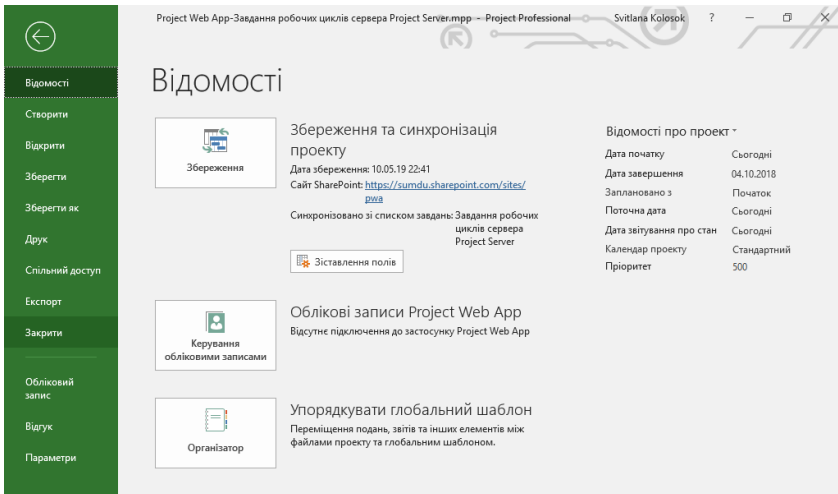 Project Web App-Завдання робочих циклів сервера Project Server.mpp - Project Professional
Svitlana Kolosok
?
Відомості
Створити
Відкрити
Зберегти
Зберегти як
Друк
Спільний доступ
Експорт
Закрити
Обліковий
запис
Відгук
Параметри
Відомості
Збереження
Збереження та синхронізація
проекту
Дата збереження: 10.05.19 22:41
Сайт SharePoint: https://sumdu.sharepoint.com/sites/
pwa
Синхронізовано зі списком завдань: Завдання робочих
циклів сервера
Project Server
Зіставлення полів
Керування
обліковими записами
Облікові записи Project Web App
Відсутнє підключення до застосунку Project Web App
Організатор
Упорядкувати глобальний шаблон
Переміщення подань, звітів та інших елементів між
файлами проекту та глобальним шаблоном.
Відомості про проект
Дата початку Сьогодні
Дата завершення 04.10.2018
Заплановано з Початок
Поточна дата Сьогодні
Дата звітування про стан Сьогодні
Календар проекту Стандартний
Пріоритет 500